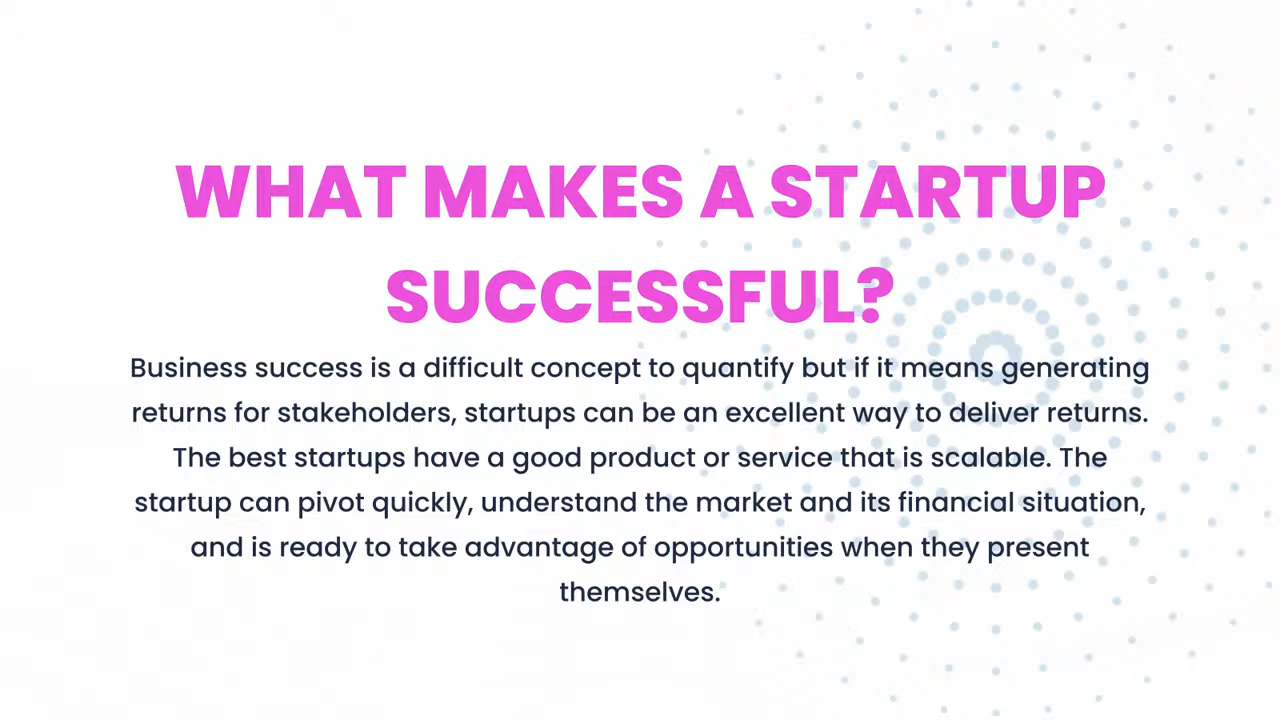 WHAT MAKES A STARTUP
SUCCESSFUL?
Business success is a difficult concept to quantify but if it means generating
returns for stakeholders, startups can be an excellent way to deliver returns.
The best startups have a good product or service that is scalable. The
startup can pivot quickly, understand the market and its financial situation,
and is ready to take advantage of opportunities when they present
themselves.